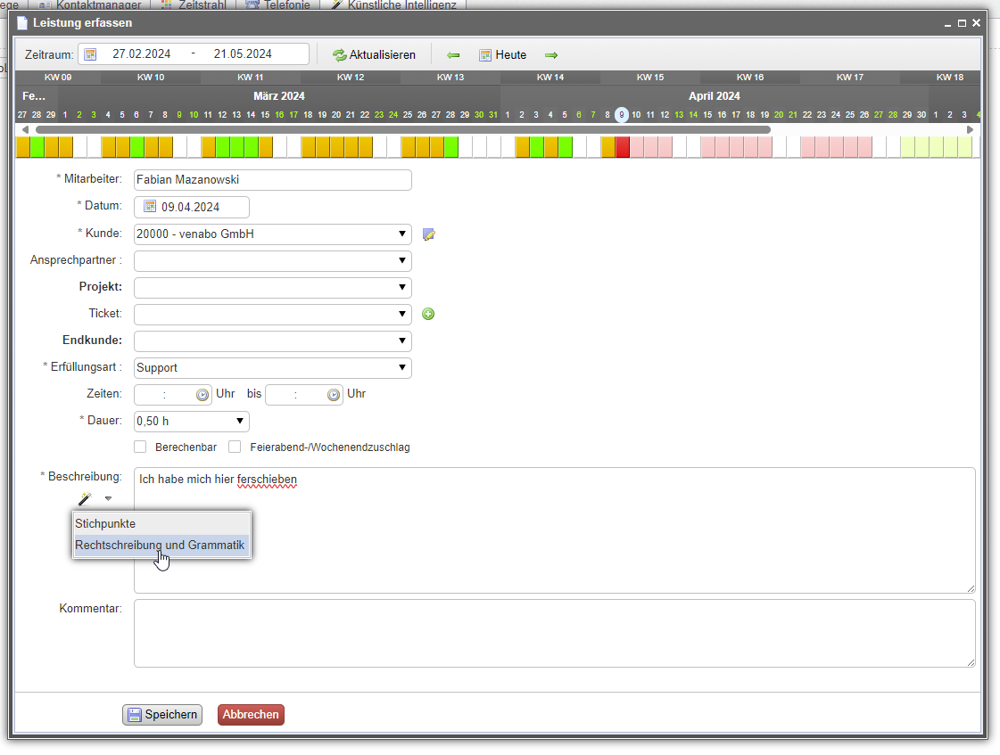 ege Kontaktmanager Zeitstrahl Telefonie Künstliche Intelligenz
Leistung erfassen
Zeitraum: 27.02.2024 - 21.05.2024 Aktualisieren Heute
KW 09 KW 10 KW 11 KW 12 KW 13 KW 14 KW 15 KW 16 KW 17 KW 18
Fe... März 2024 April 2024
27 28 29 1 2 3 4 5 6 7 8 9 10 11 12 13 14 15 16 17 18 19 20 21 22 23 24 25 26 27 28 29 30 31 1 2 3 4 5 6 7 8 9 10 11 12 13 14 15 16 17 18 19 20 21 22 23 24 25 26 27 28 29 30 1 2 3 4
* Mitarbeiter: Fabian Mazanowski
* Datum: 09.04.2024
* Kunde: 20000 - venabo GmbH
Ansprechpartner :
Projekt:
Ticket:
Endkunde:
* Erfüllungsart : Support
Zeiten: : Uhr bis : Uhr
* Dauer: 0,50 h
Berechenbar Feierabend-/Wochenendzuschlag
* Beschreibung: Ich habe mich hier ferschieben
Stichpunkte
Rechtschreibung und Grammatik
Kommentar:
Speichern Abbrechen